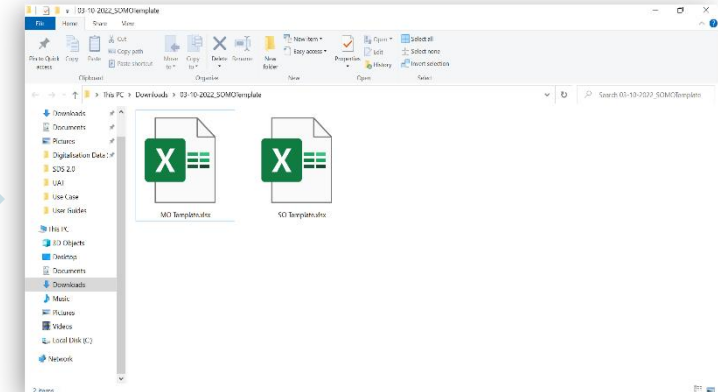 03-10-2022_SOMOTemplate
File Home Share View
Pin to Quick access
Copy
Paste
Cut
Copy path
Paste shortcut
Move to
Copy to
Delete
Rename
New folder
New item
Easy access
Properties
Open
Edit
History
Select all
Select none
Invert selection
Clipboard Organise New Open Select
This PC > Downloads > 03-10-2022_SOMOTemplate
Search 03-10-2022_SOMOTemplate
Downloads
Documents
Pictures
Digitalisation Data
SDS 2.0
UAT
Use Case
User Guides
This PC
3D Objects
Desktop
Documents
Downloads
Music
Pictures
Videos
Local Disk (C:)
Network
MO Template.xlsx
SO Template.xlsx
2 items